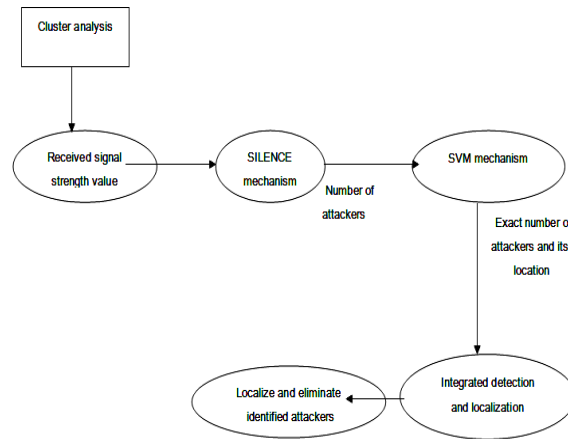 Cluster analysis
Received signal
strength value
SILENCE
mechanism
Number of
attackers
SVM mechanism
Exact number o
attackers and its
location
Integrated detection
and localization
Localize and eliminate
identified attackers